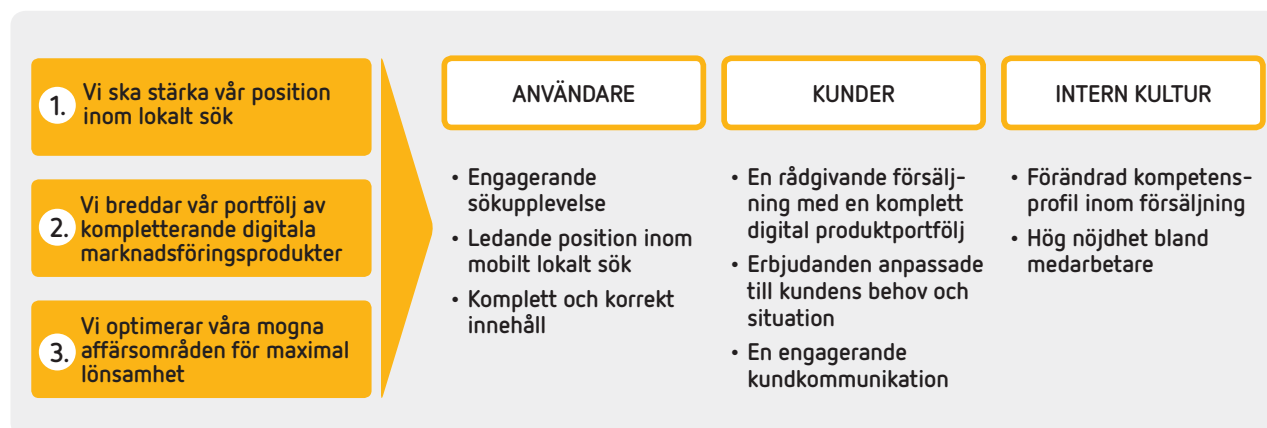 1.
Vi ska stärka vår position
inom lokalt sök
2.
Vi breddar vår portfölj av
kompletterande digitala
marknadsföringsprodukter
3.
Vi optimerar våra mogna
affärsområden för maximal
lönsamhet
ANVÄNDARE
• Engagerande
sökupplevelse
• Ledande position inom
mobilt lokalt sök
• Komplett och korrekt
innehåll
KUNDER
• En rådgivande försälj-
ning med en komplett
digital produktportfölj
• Erbjudanden anpassade
till kundens behov och
situation
• En engagerande
kundkommunikation
INTERN KULTUR
• Förändrad kompetens-
profil inom försäljning
• Hög nöjdhet bland
medarbetare